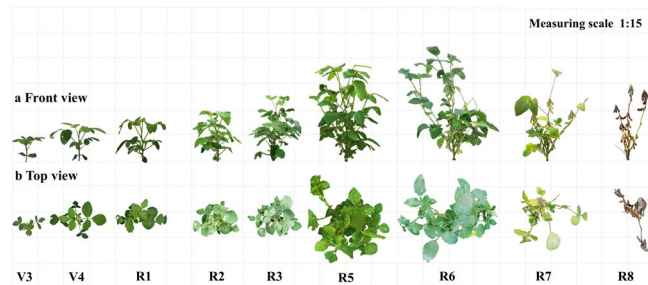 Measuring scale 1:15
a Front view
b Top view
V3 V4 R1 R2 R3 R5 R6 R7 R8